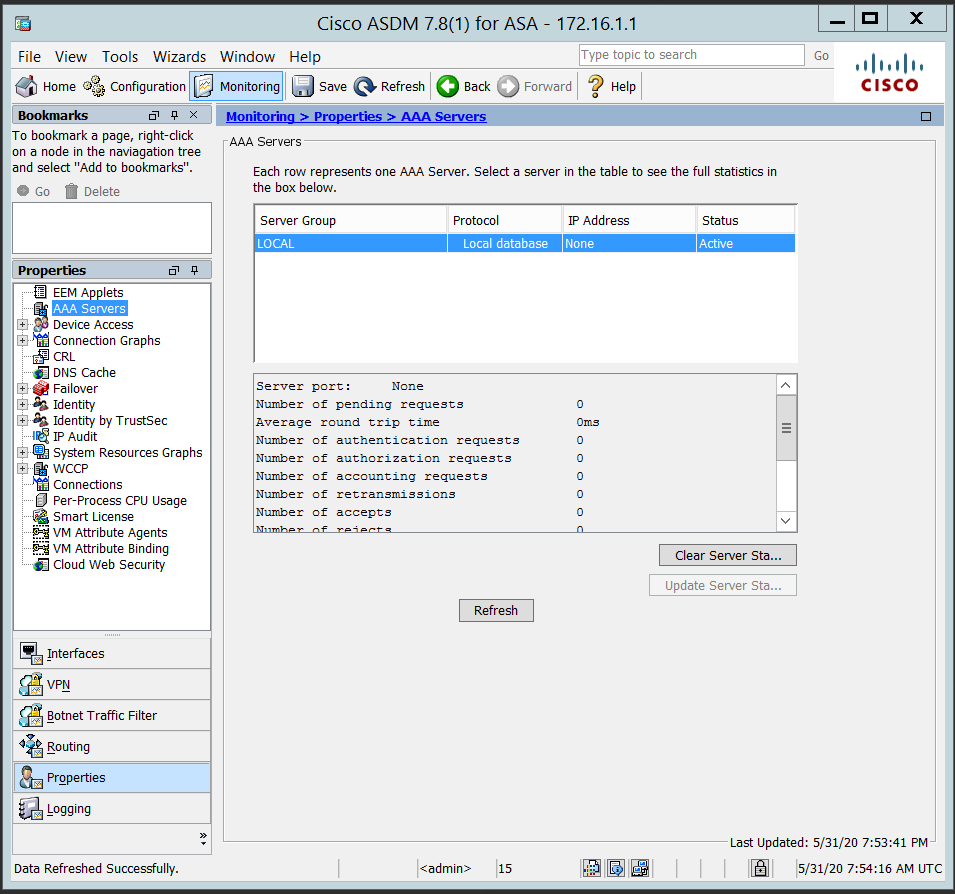 Cisco ASDM 7.8(1) for ASA - 172.16.1.1
File View Tools Wizards Window Help
Type topic to search Go
Home Configuration Monitoring Save Refresh Back Forward Help
CISCO
Bookmarks
To bookmark a page, right-click
on a node in the naviagation tree
and select "Add to bookmarks".
Go Delete
Properties
EEM Applets
AAA Servers
Device Access
Connection Graphs
CRL
DNS Cache
Failover
Identity
Identity by TrustSec
IP Audit
System Resources Graphs
WCCP
Connections
Per-Process CPU Usage
Smart License
VM Attribute Agents
VM Attribute Binding
Cloud Web Security
Interfaces
VPN
Botnet Traffic Filter
Routing
Properties
Logging
Monitoring > Properties > AAA Servers
AAA Servers
Each row represents one AAA Server. Select a server in the table to see the full statistics in
the box below.
Server Group Protocol IP Address Status
LOCAL Local database None Active
Server port: None
Number of pending requests 0
Average round trip time 0ms
Number of authentication requests 0
Number of authorization requests 0
Number of accounting requests 0
Number of retransmissions 0
Number of accepts 0
Number of rejects 0
Clear Server Sta...
Update Server Sta...
Refresh
Last Updated: 5/31/20 7:53:41 PM
Data Refreshed Successfully. <admin> 15 5/31/20 7:54:16 AM UTC